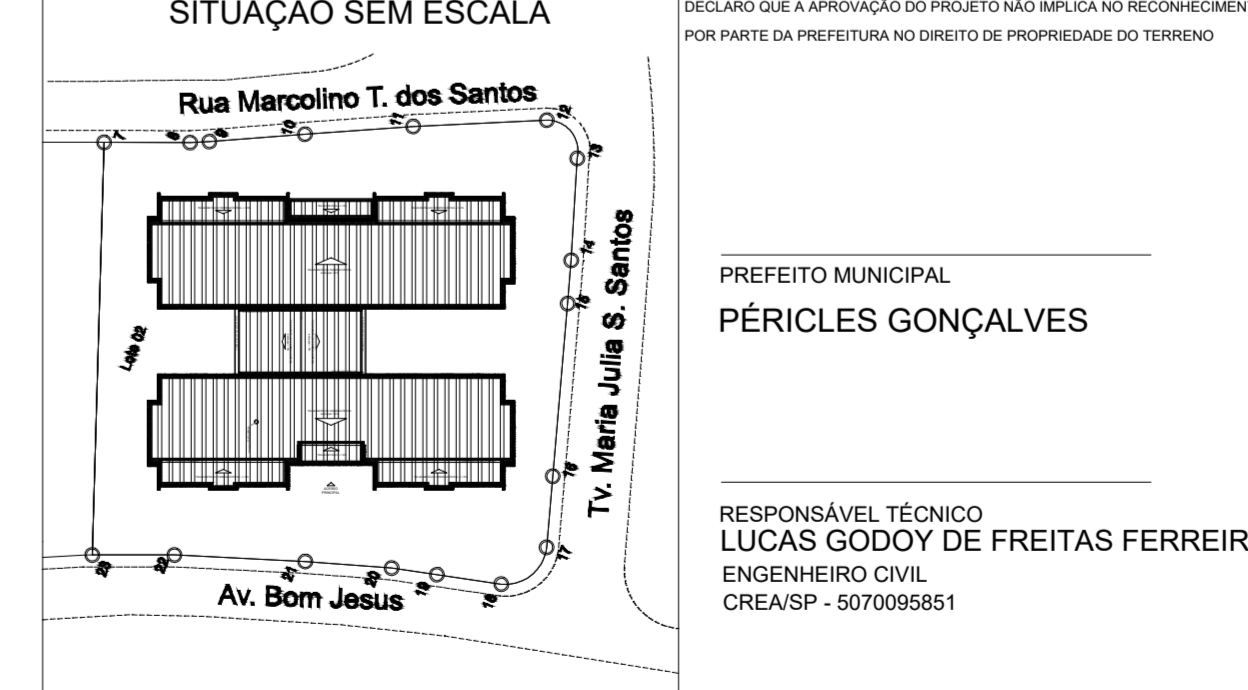 SITUAÇÃO SEM ESCALA
Rua Marcolino T. dos Santos
7
8
9
10
11
12
13
14
15
16
17
18
19
20
21
22
23
Lote 02
Tv. Maria Julia S. Santos
ACESSO
PRINCIPAL
Av. Bom Jesus
DECLARO QUE A APROVAÇÃO DO PROJETO NÃO IMPLICA NO RECONHECIMEN
POR PARTE DA PREFEITURA NO DIREITO DE PROPRIEDADE DO TERRENO
PREFEITO MUNICIPAL
PÉRICLES GONÇALVES
RESPONSÁVEL TÉCNICO
LUCAS GODOY DE FREITAS FERREIR
ENGENHEIRO CIVIL
CREA/SP - 5070095851